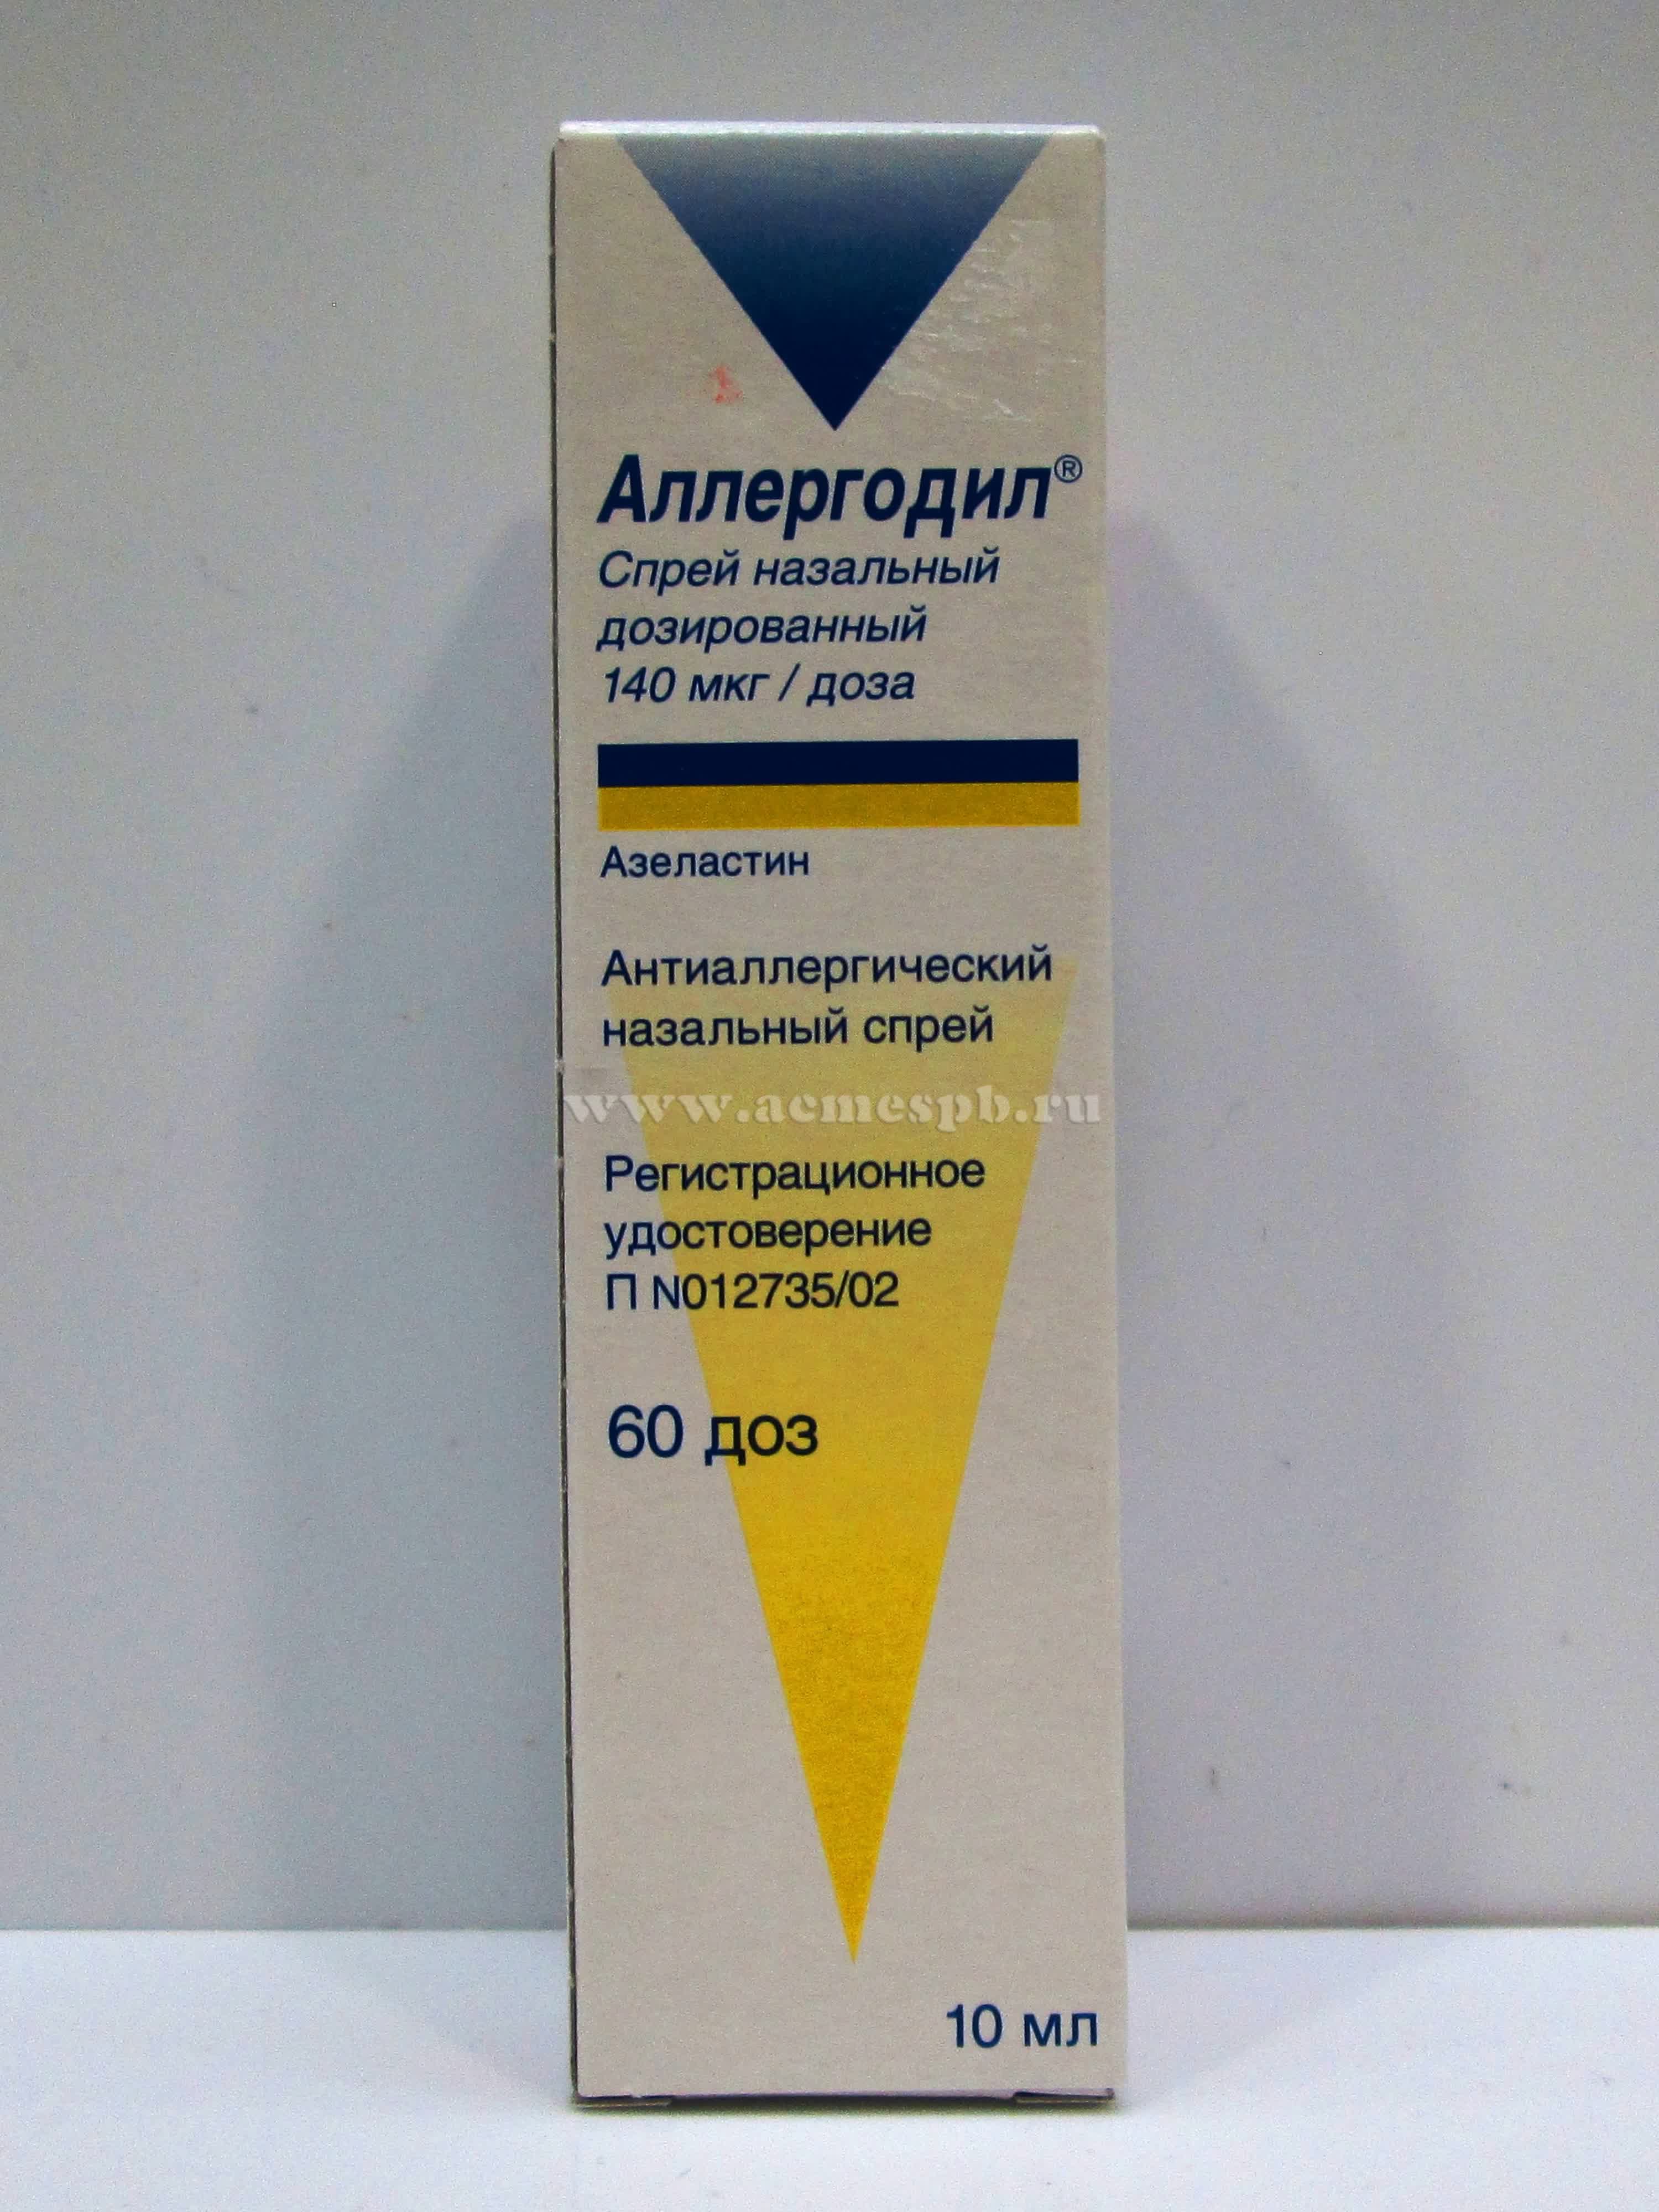 Аллергодил®
Спрей назальный
дозированный
140 мкг / доза
Азеластин
Антиаллергический
назальный спрей
www.acmespb.ru
Регистрационное
удостоверение
П N012735/02
60 доз
10 мл